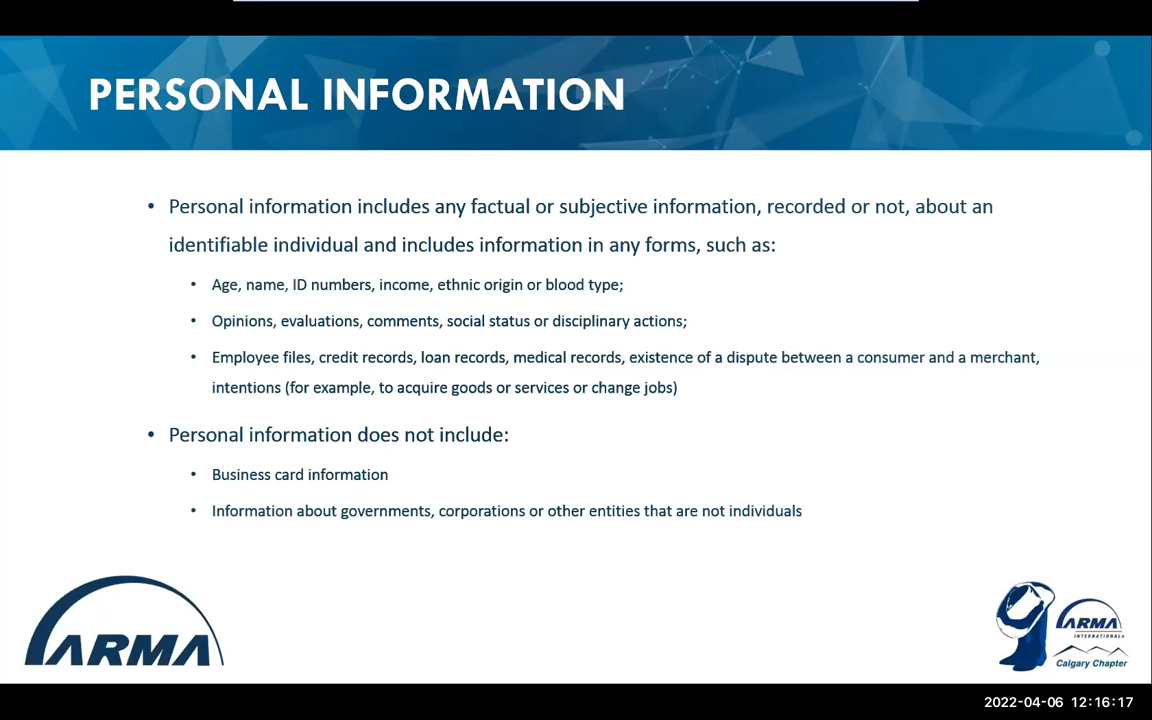 PERSONAL INFORMATION
• Personal information includes any factual or subjective information, recorded or not, about an
identifiable individual and includes information in any forms, such as:
• Age, name, ID numbers, income, ethnic origin or blood type;
• Opinions, evaluations, comments, social status or disciplinary actions;
• Employee files, credit records, loan records, medical records, existence of a dispute between a consumer and a merchant,
intentions (for example, to acquire goods or services or change jobs)
• Personal information does not include:
• Business card information
• Information about governments, corporations or other entities that are not individuals
ARMA
ARMA
INTERNATIONAL
Calgary Chapter
2022-04-06 12:16:17